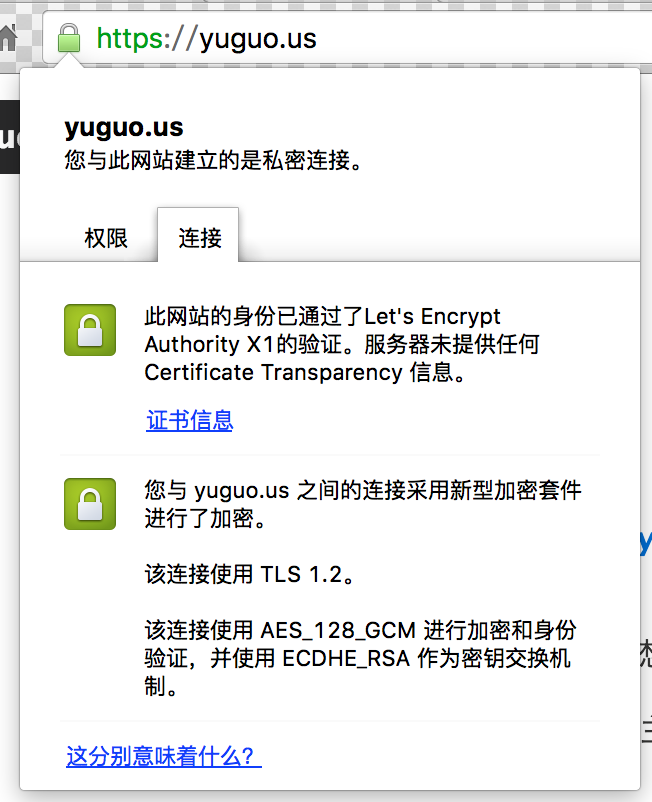 https://yuguo.us
yuguo.us
您与此网站建立的是私密连接。
权限 连接
此网站的身份已通过了Let's Encrypt
Authority X1的验证。服务器未提供任何
Certificate Transparency 信息。
证书信息
您与 yuguo.us 之间的连接采用新型加密套件
进行了加密。
该连接使用 TLS 1.2。
该连接使用 AES_128_GCM 进行加密和身份
验证，并使用 ECDHE_RSA 作为密钥交换机
制。
这分别意味着什么？